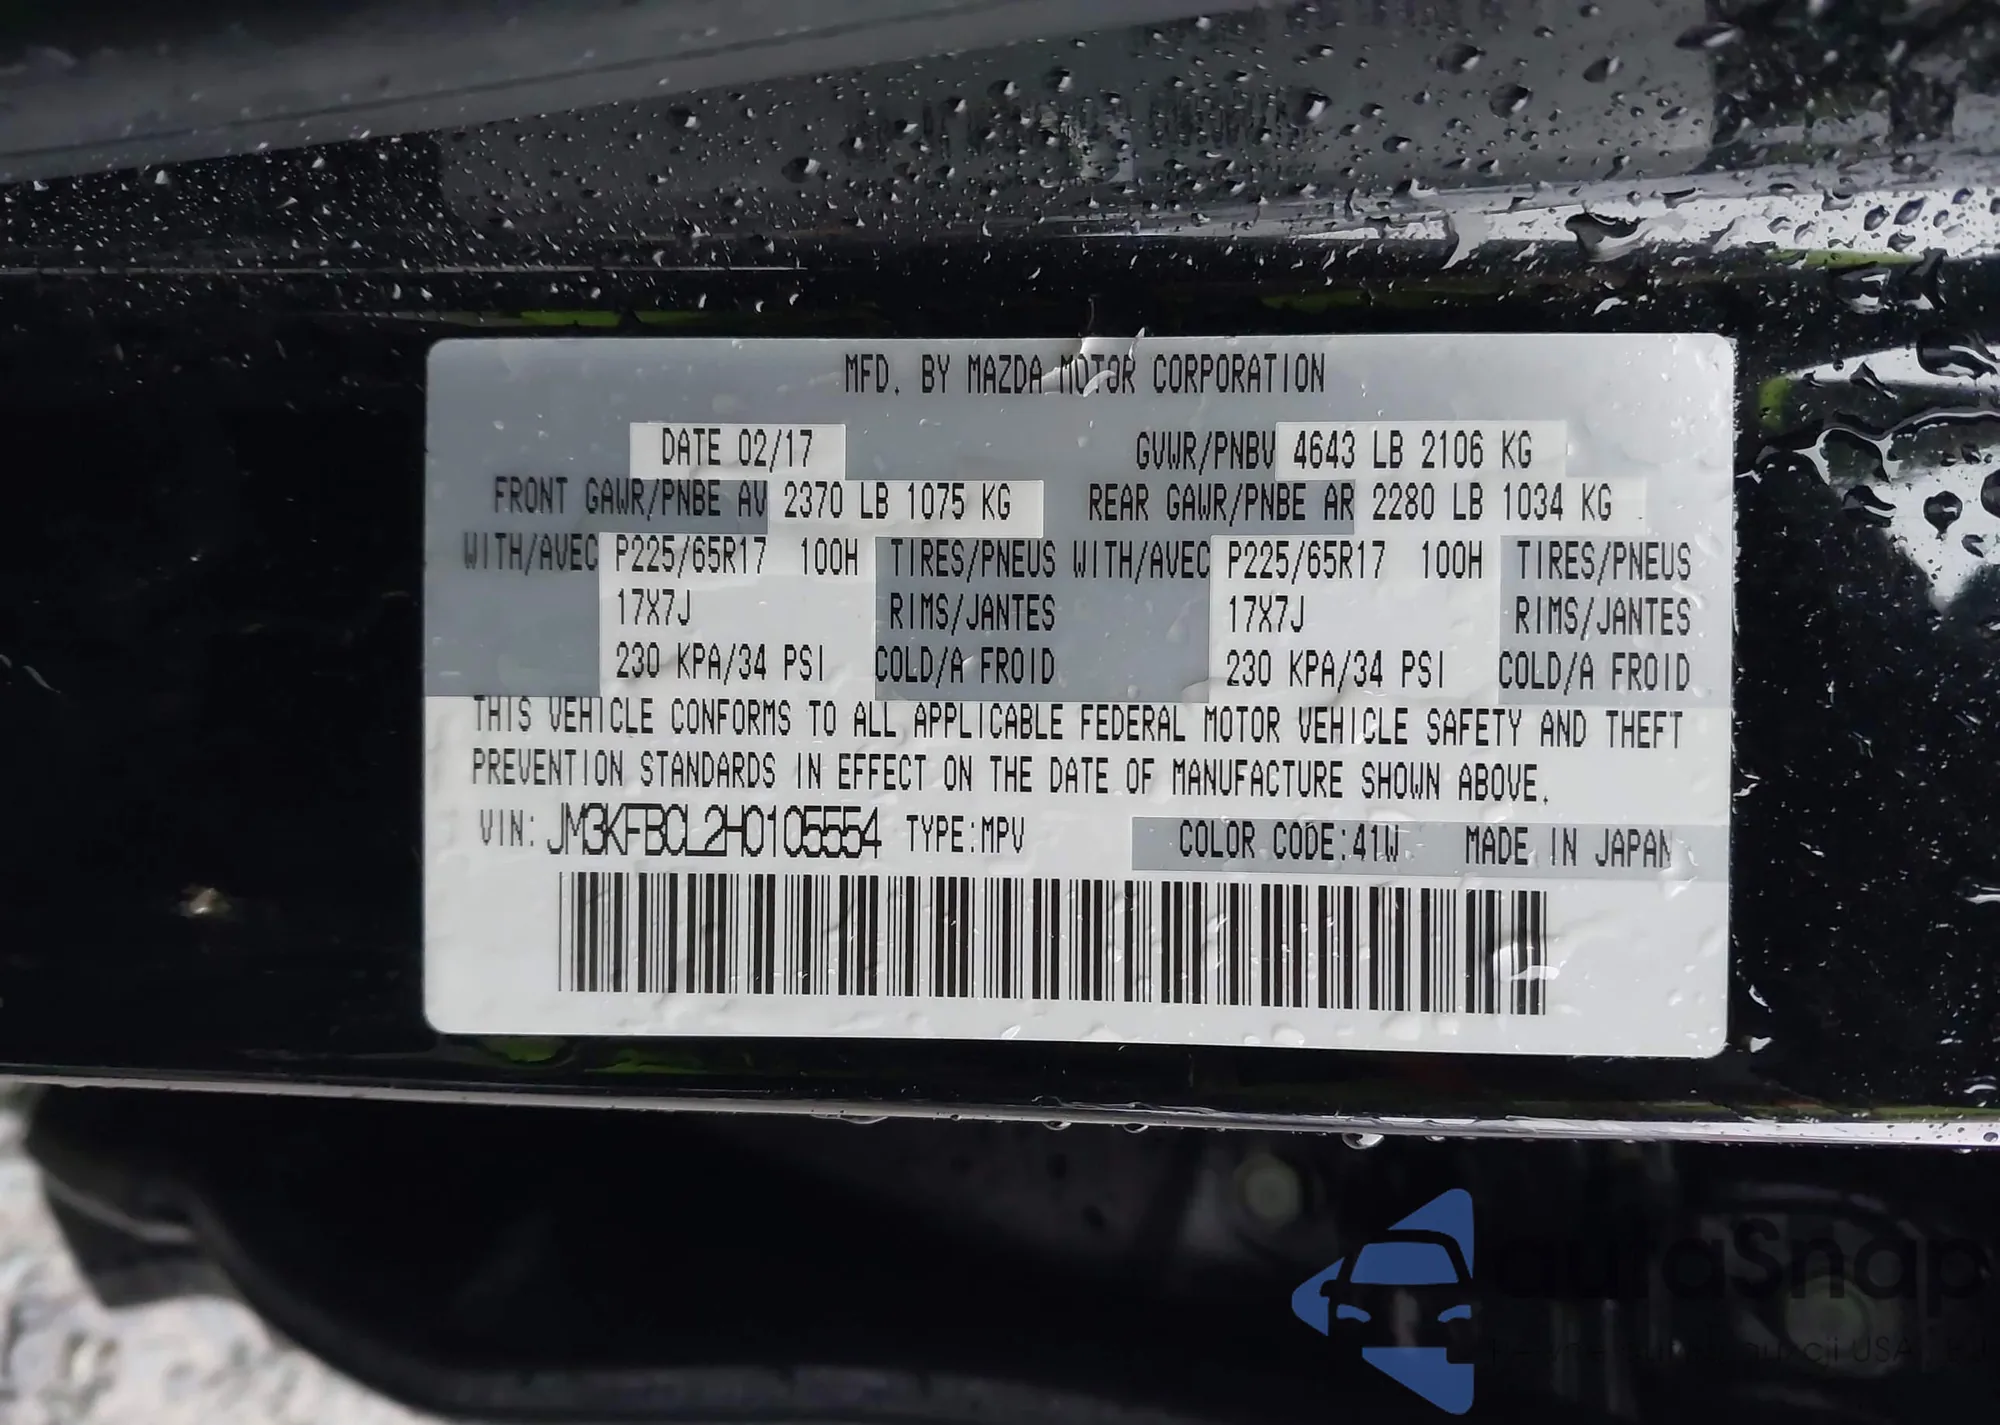 MFD. BY MAZDA MOTOR CORPORATION
DATE 02/17 GVWR/PNBV 4643 LB 2106 KG
FRONT GAWR/PNBE AV 2370 LB 1075 KG REAR GAWR/PNBE AR 2280 LB 1034 KG
WITH/AVEC P225/65R17 100H TIRES/PNEUS WITH/AVEC P225/65R17 100H TIRES/PNEUS
17X7J RIMS/JANTES 17X7J RIMS/JANTES
230 KPA/34 PSI COLD/A FROID 230 KPA/34 PSI COLD/A FROID
THIS VEHICLE CONFORMS TO ALL APPLICABLE FEDERAL MOTOR VEHICLE SAFETY AND THEFT
PREVENTION STANDARDS IN EFFECT ON THE DATE OF MANUFACTURE SHOWN ABOVE.
VIN: JM3KFBCL2H0105554 TYPE:MPV COLOR CODE:41W MADE IN JAPAN
autoSnap
USA